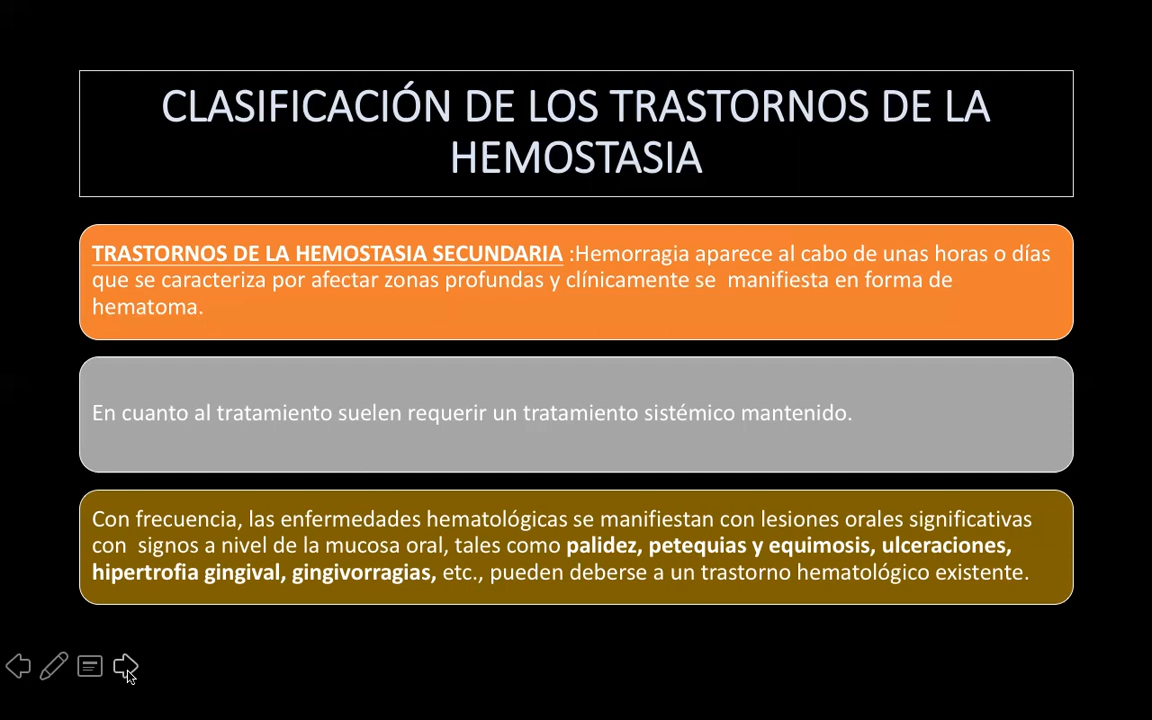 CLASIFICACIÓN DE LOS TRASTORNOS DE LA
HEMOSTASIA
TRASTORNOS DE LA HEMOSTASIA SECUNDARIA :Hemorragia aparece al cabo de unas horas o días
que se caracteriza por afectar zonas profundas y clínicamente se  manifiesta en forma de
hematoma.
En cuanto al tratamiento suelen requerir un tratamiento sistémico mantenido.
Con frecuencia, las enfermedades hematológicas se manifiestan con lesiones orales significativas
con  signos a nivel de la mucosa oral, tales como palidez, petequias y equimosis, ulceraciones,
hipertrofia gingival, gingivorragias, etc., pueden deberse a un trastorno hematológico existente.